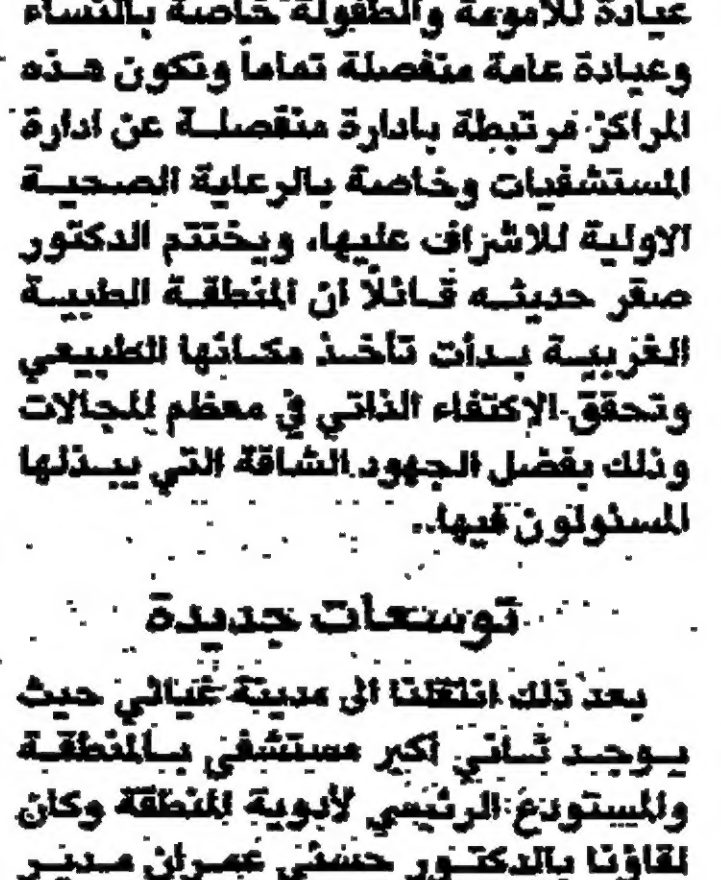 عيادة للأمومة والطفولة خاصة بالنساء
وعيادة عامة منفصلة تماماً وتكون هذه
المراكز مرتبطة بادارة منفصلة عن ادارة
المستشفيات وخاصة بالرعاية الصحية
الاولية للاشراف عليها، ويختتم الدكتور
صقر حديثه قائلاً ان المنطقة الطبية
الغربية بدأت تأخذ مكانها الطبيعي
وتحقق الاكتفاء الذاتي في معظم المجالات
وذلك بفضل الجهود الشاقة التي يبذلها
المسئولون فيها..
توسعات جديدة
بعد ذلك انتقلنا الى مدينة غياثي حيث
يوجد ثاني اكبر مستشفى بالمنطقة
والمستودع الرئيسي لأدوية المنطقة وكان
لقاؤنا بالدكتور حسني عمران مدير